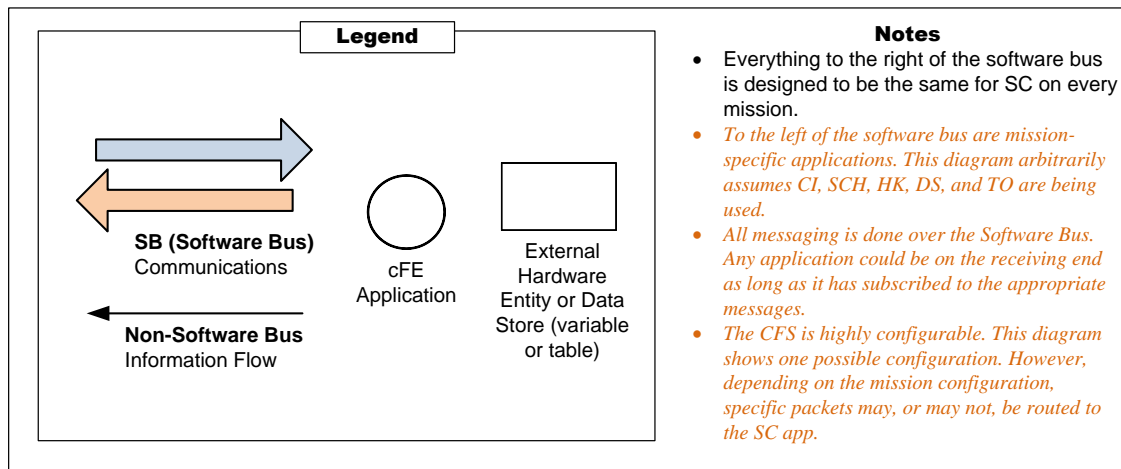 Legend
SB (Software Bus)
Communications
Non-Software Bus
Information Flow
cFE
Application
External
Hardware
Entity or Data
Store (variable
or table)
Notes
• Everything to the right of the software bus
is designed to be the same for SC on every
mission.
• To the left of the software bus are mission-
specific applications. This diagram arbitrarily
assumes CI, SCH, HK, DS, and TO are being
used.
• All messaging is done over the Software Bus.
Any application could be on the receiving end
as long as it has subscribed to the appropriate
messages.
• The CFS is highly configurable. This diagram
shows one possible configuration. However,
depending on the mission configuration,
specific packets may, or may not, be routed to
the SC app.